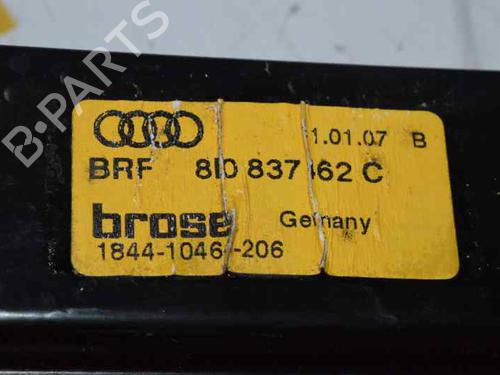 B-PARTS
1.01.07 B
BRF 8D0 837 462 C
brose Germany
1844-1046-206